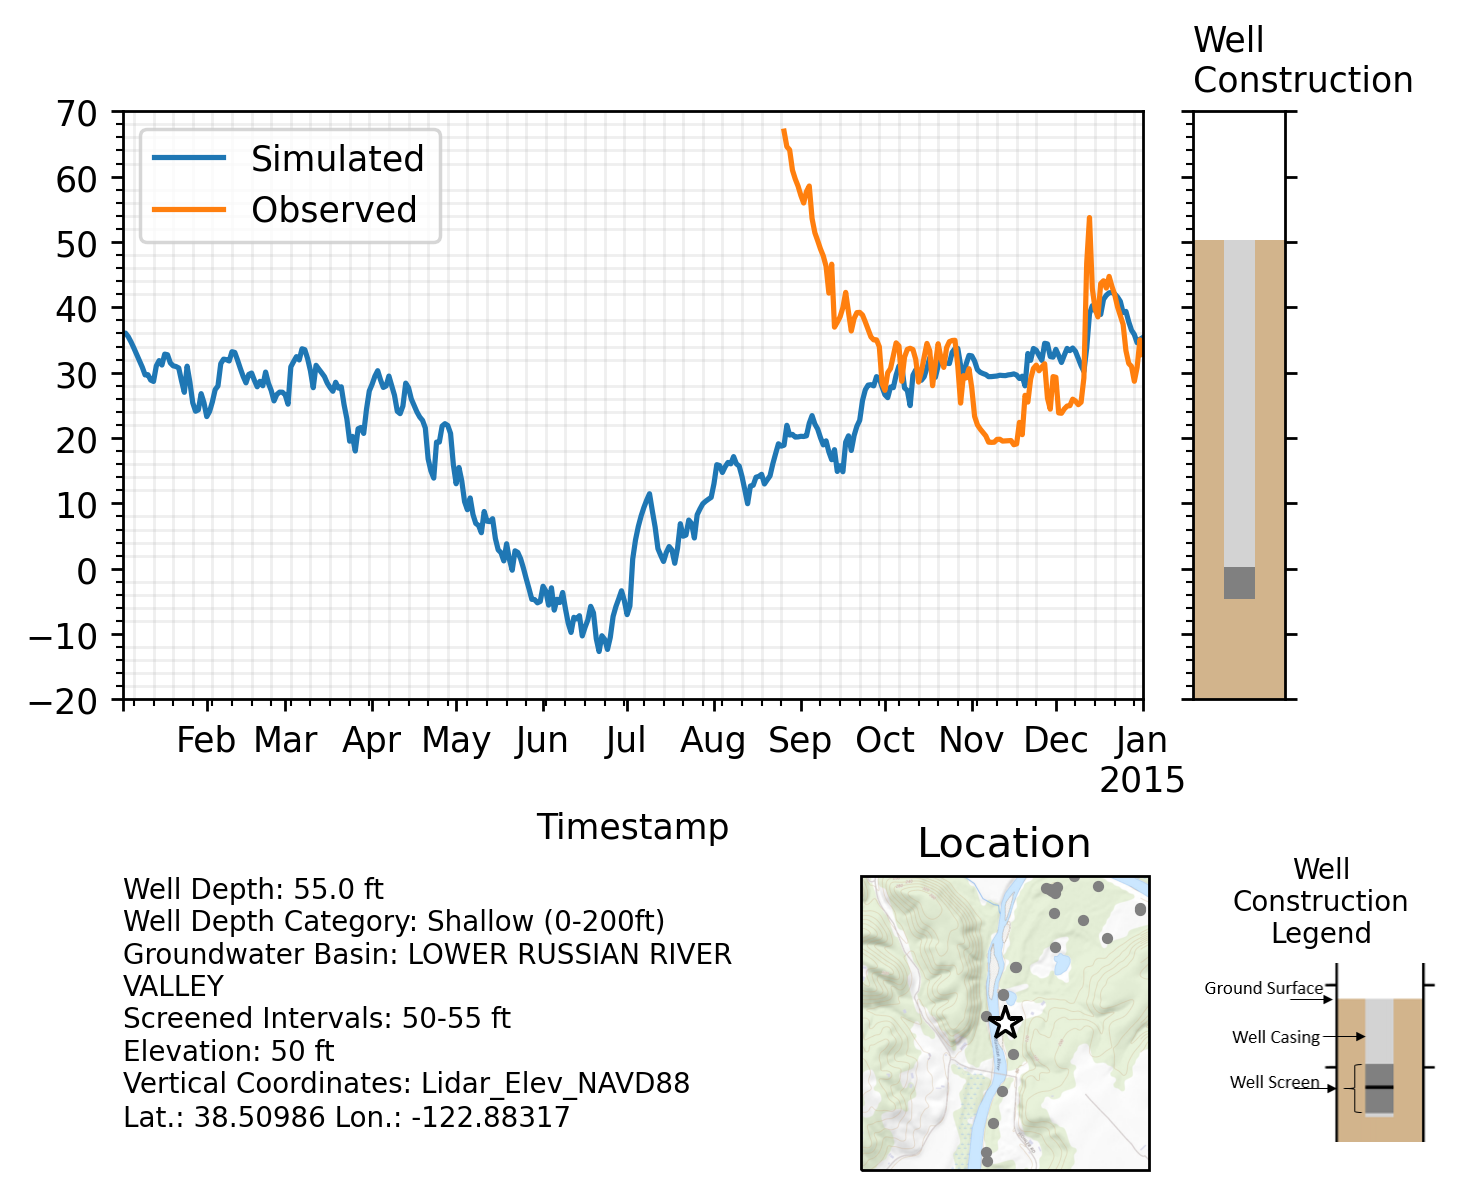 Well
Construction
70
60
50
40
30
20
10
0
−10
−20
Simulated
Observed
Feb Mar Apr May Jun Jul Aug Sep Oct Nov Dec Jan
2015
Timestamp
Well Depth: 55.0 ft
Well Depth Category: Shallow (0-200ft)
Groundwater Basin: LOWER RUSSIAN RIVER
VALLEY
Screened Intervals: 50-55 ft
Elevation: 50 ft
Vertical Coordinates: Lidar_Elev_NAVD88
Lat.: 38.50986 Lon.: -122.88317
Location
Well
Construction
Legend
Ground Surface
Well Casing
Well Screen